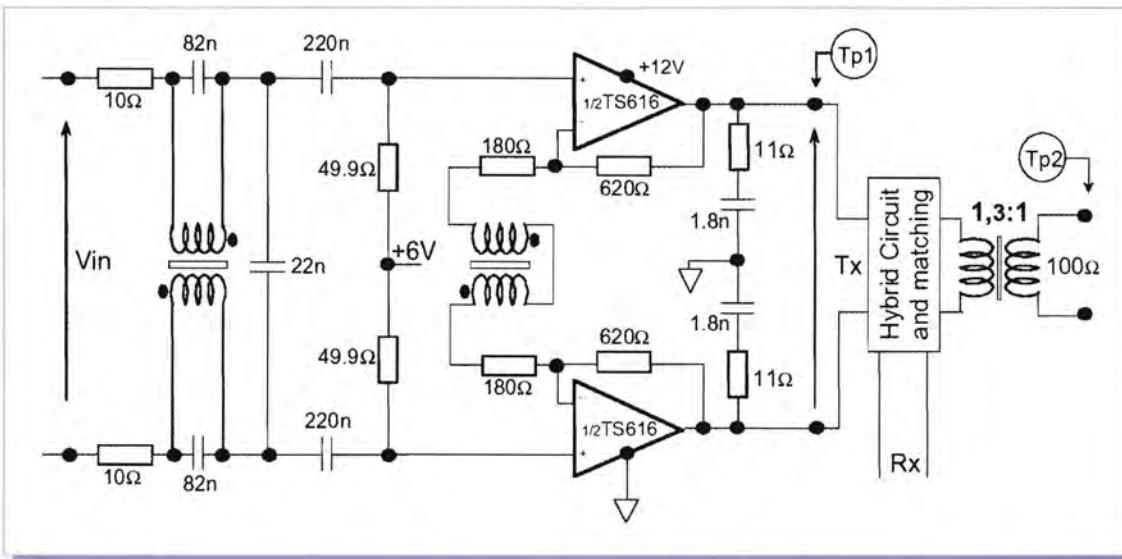 82n
220n
10Ω
+12V
1/2TS616
+
-
Tp1
49.9Ω
180Ω
620Ω
11Ω
1.8n
Tp2
Vin
22n
+6V
Tx
Hybrid Circuit
and matching
1,3:1
100Ω
49.9Ω
180Ω
620Ω
1.8n
11Ω
-
1/2TS616
+
220n
10Ω
82n
Rx